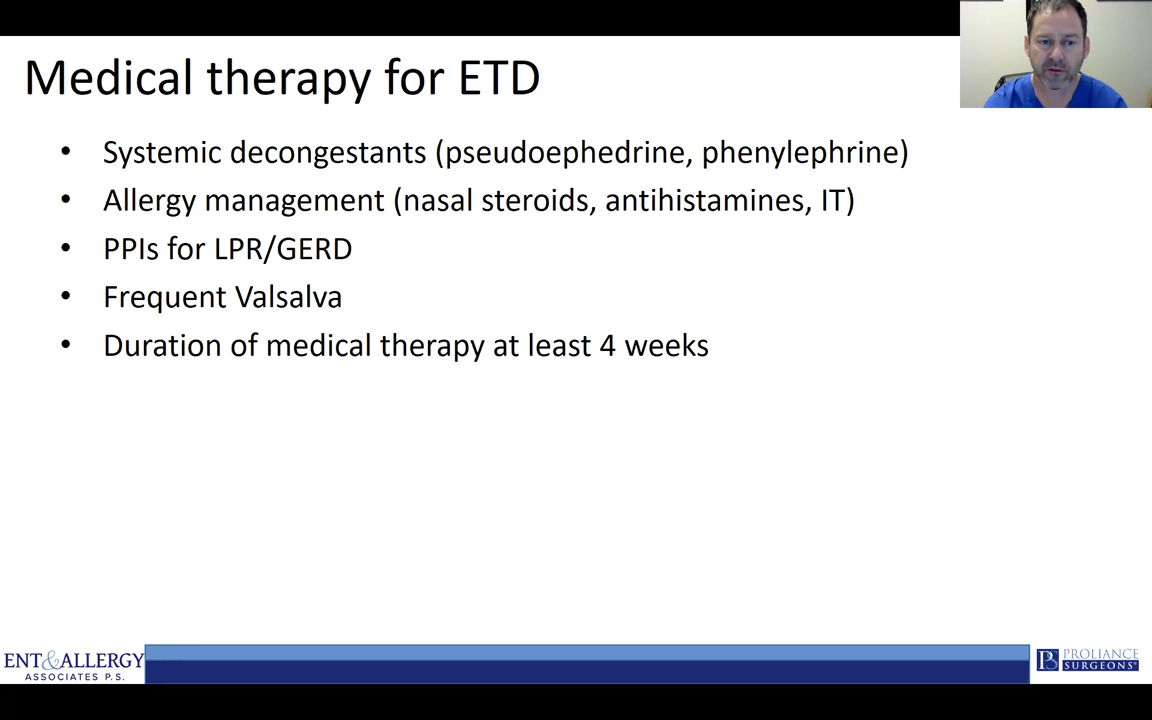 Medical therapy for ETD
• Systemic decongestants (pseudoephedrine, phenylephrine)
• Allergy management (nasal steroids, antihistamines, IT)
• PPIs for LPR/GERD
• Frequent Valsalva
• Duration of medical therapy at least 4 weeks
ENT&ALLERGY
ASSOCIATES P.S.
PS PROLIANCE
SURGEONS®